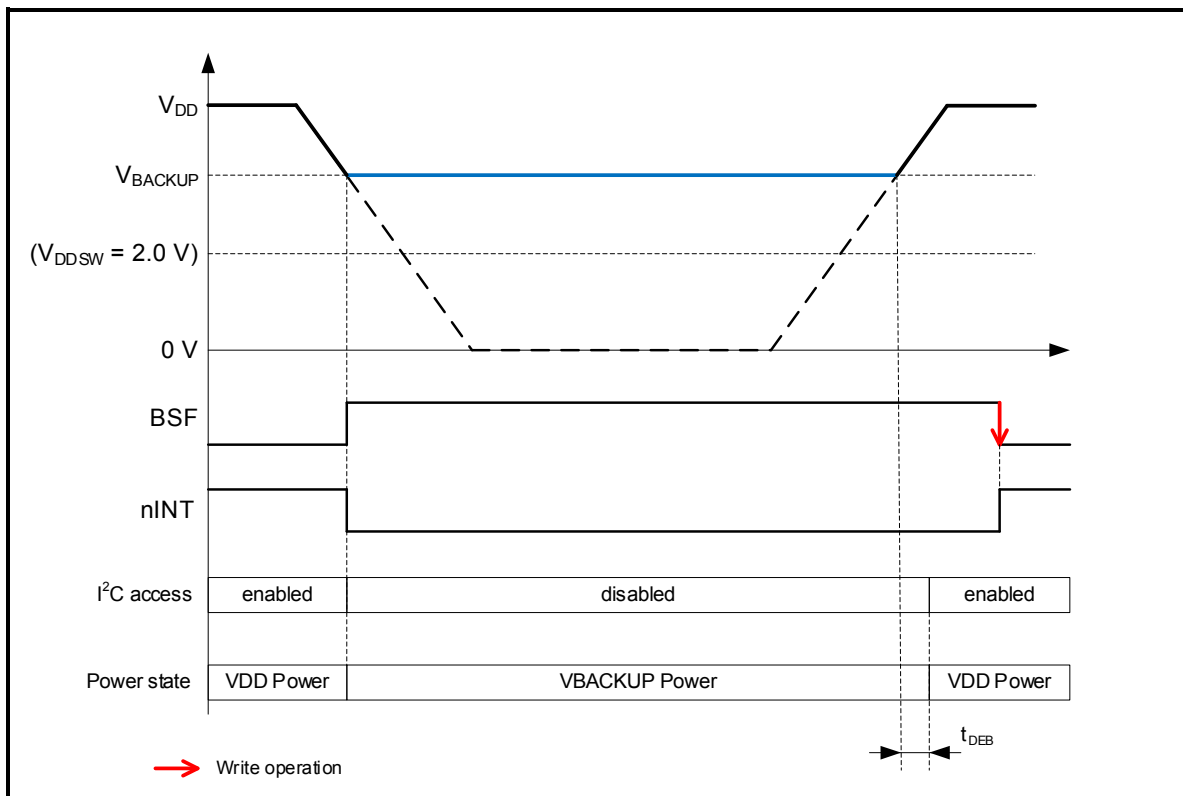 VDD
VBACKUP
(VDDSW = 2.0 V)
0 V
BSF
nINT
I2C access enabled disabled enabled
Power state VDD Power VBACKUP Power VDD Power
tDEB
Write operation